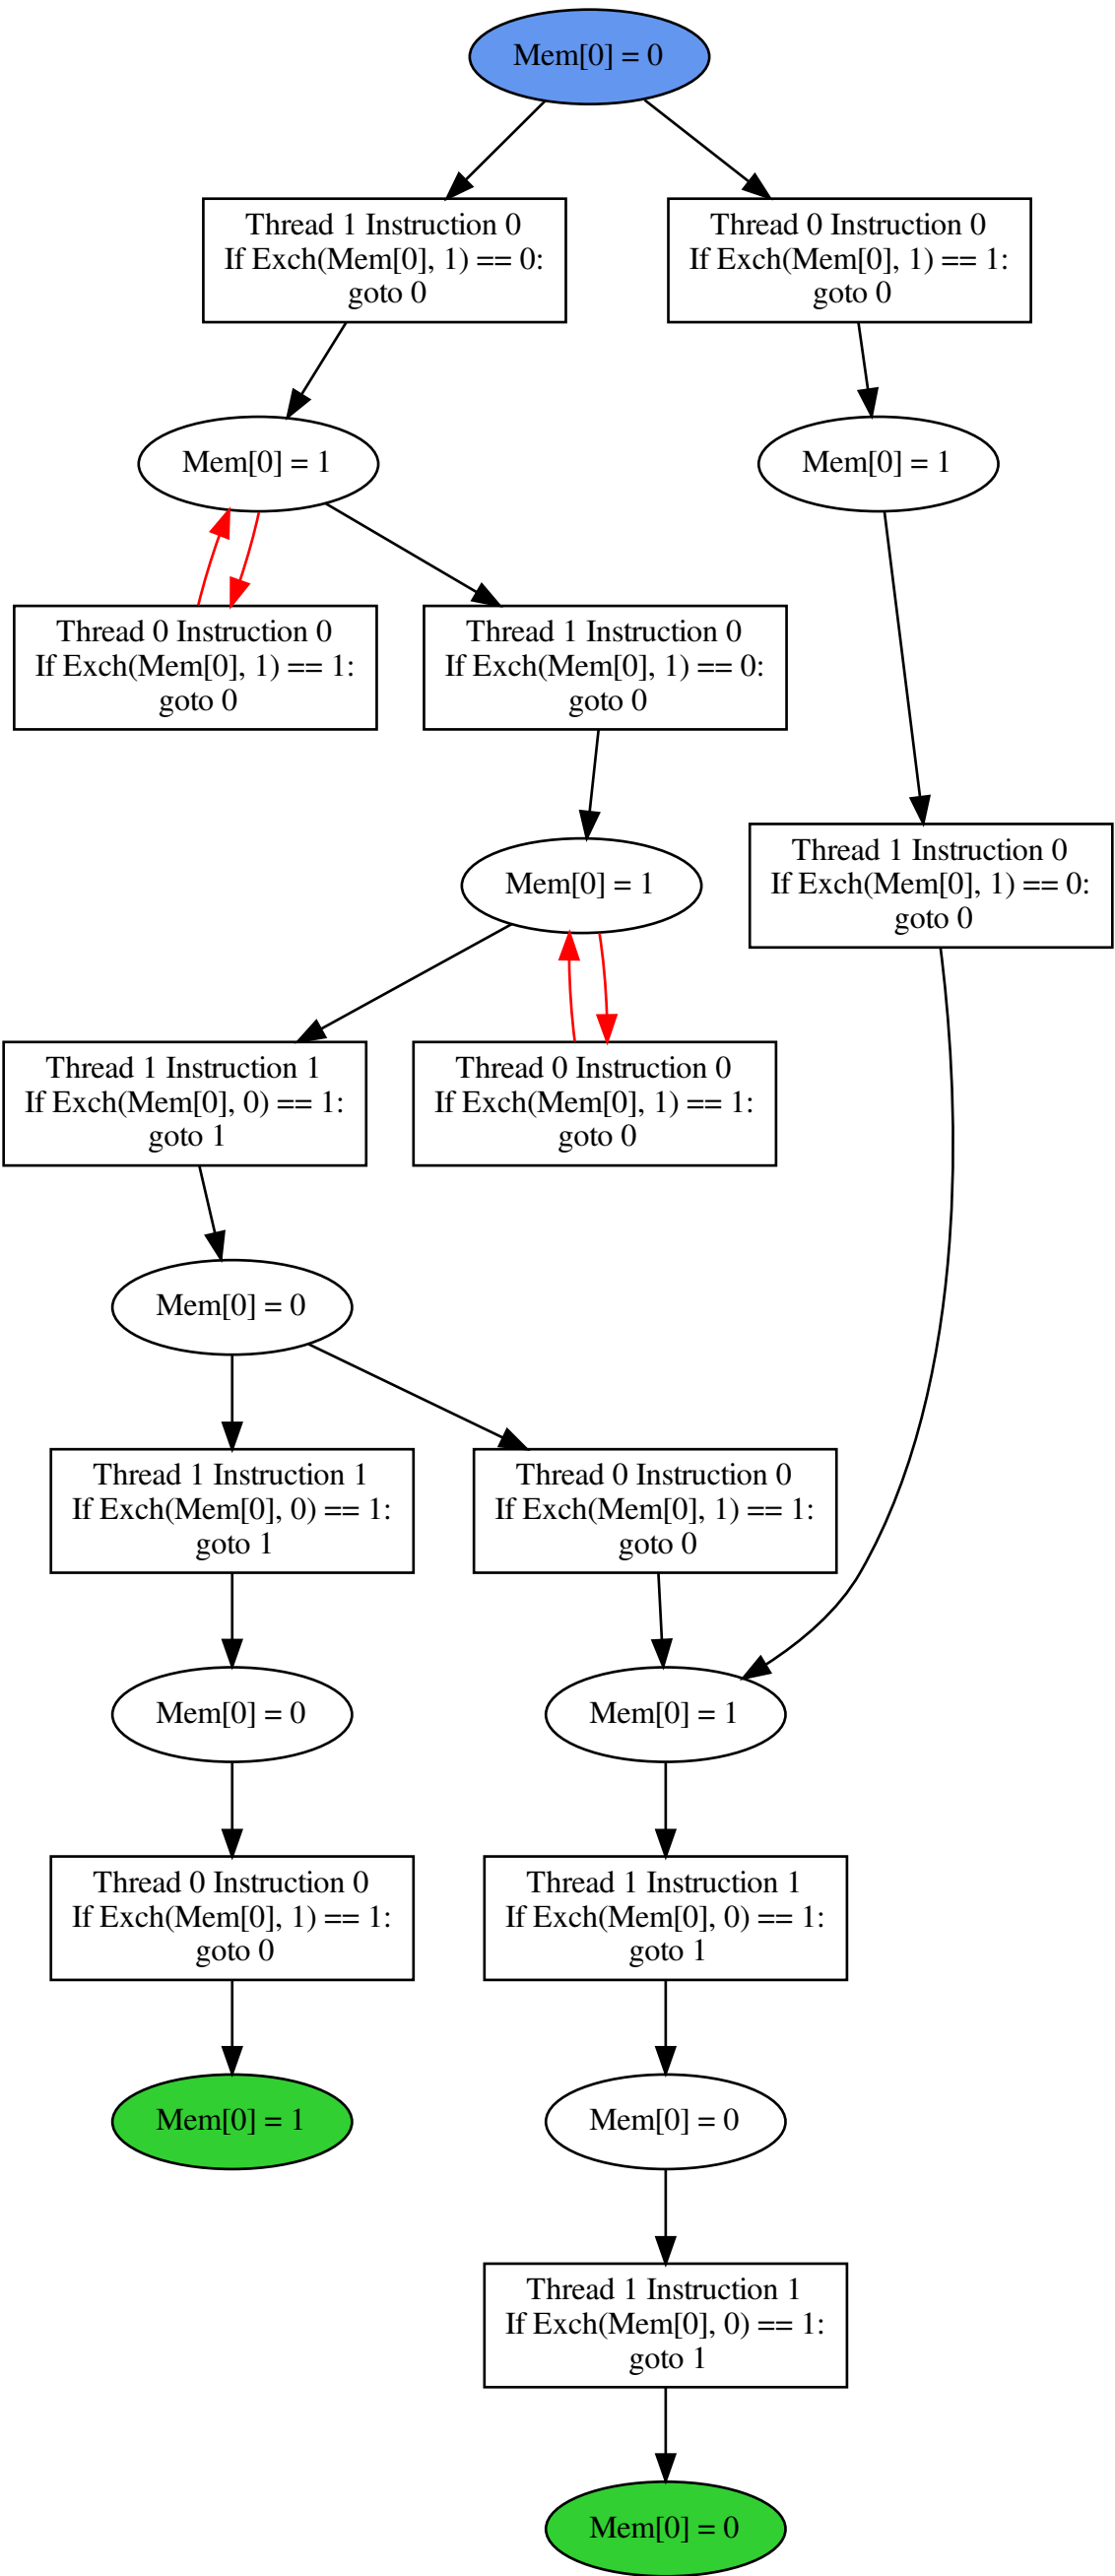 Mem[0] = 0
Thread 1 Instruction 0
If Exch(Mem[0], 1) == 0:
goto 0
Thread 0 Instruction 0
If Exch(Mem[0], 1) == 1:
goto 0
Mem[0] = 1
Mem[0] = 1
Thread 0 Instruction 0
If Exch(Mem[0], 1) == 1:
goto 0
Thread 1 Instruction 0
If Exch(Mem[0], 1) == 0:
goto 0
Mem[0] = 1
Thread 1 Instruction 0
If Exch(Mem[0], 1) == 0:
goto 0
Thread 1 Instruction 1
If Exch(Mem[0], 0) == 1:
goto 1
Thread 0 Instruction 0
If Exch(Mem[0], 1) == 1:
goto 0
Mem[0] = 0
Thread 1 Instruction 1
If Exch(Mem[0], 0) == 1:
goto 1
Thread 0 Instruction 0
If Exch(Mem[0], 1) == 1:
goto 0
Mem[0] = 0
Mem[0] = 1
Thread 0 Instruction 0
If Exch(Mem[0], 1) == 1:
goto 0
Thread 1 Instruction 1
If Exch(Mem[0], 0) == 1:
goto 1
Mem[0] = 1
Mem[0] = 0
Thread 1 Instruction 1
If Exch(Mem[0], 0) == 1:
goto 1
Mem[0] = 0